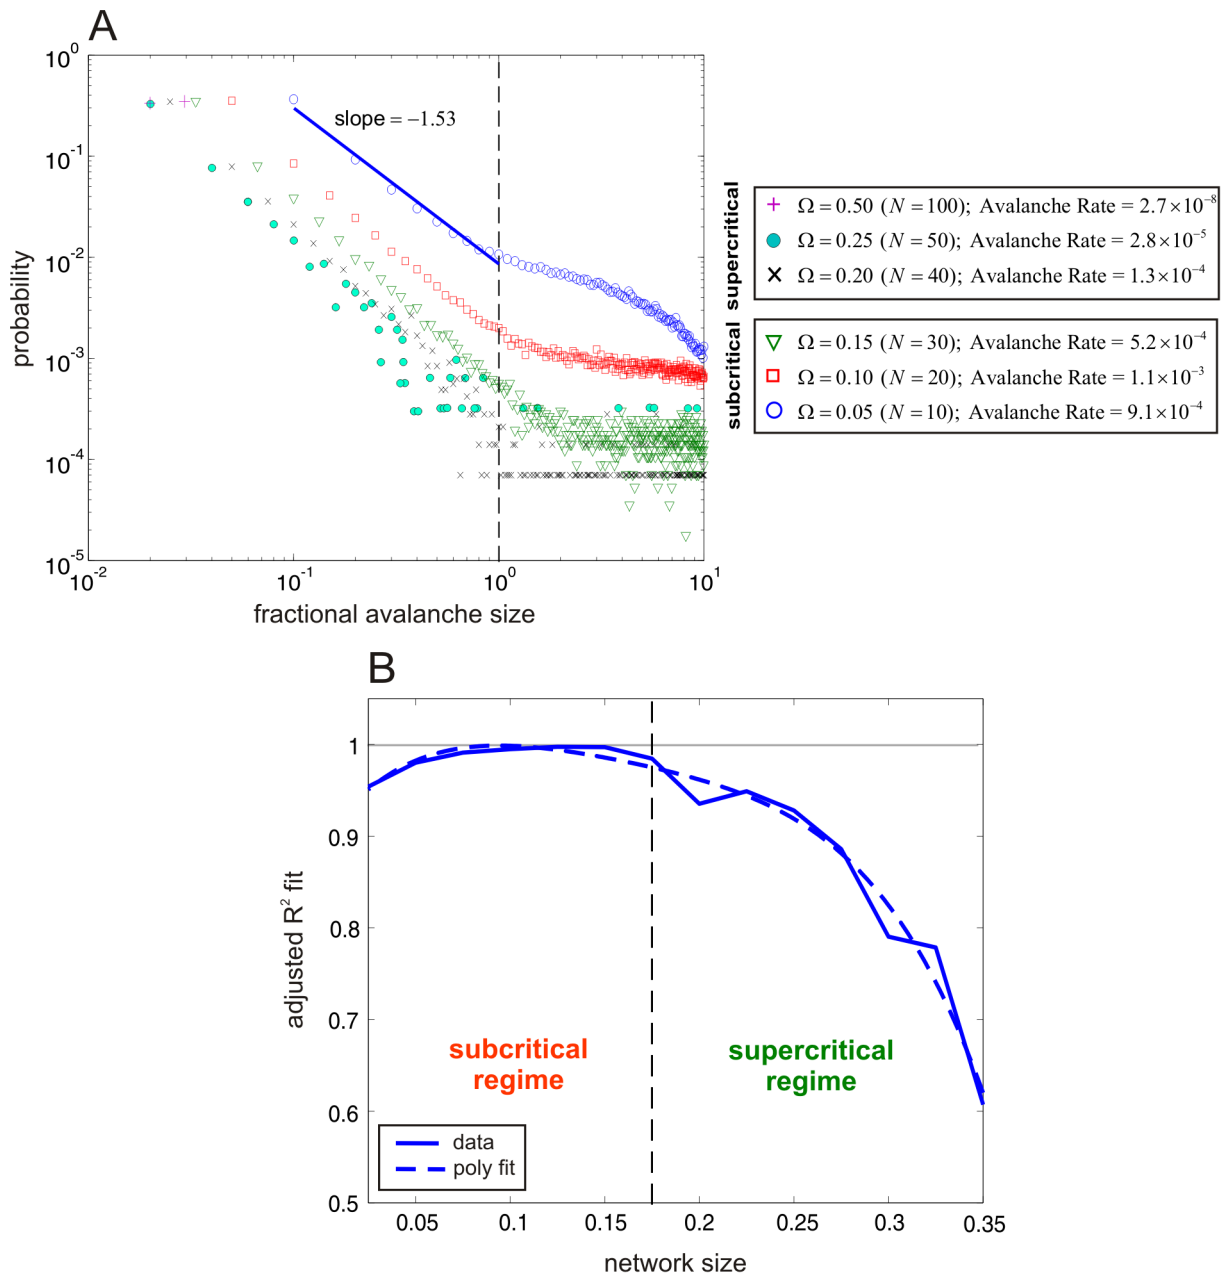 A
10^0
10^-1
10^-2
10^-3
10^-4
10^-5
probability
slope = −1.53
10^-2
10^-1
10^0
10^1
fractional avalanche size
supercritical
Ω = 0.50 (N = 100); Avalanche Rate = 2.7×10^−8
Ω = 0.25 (N = 50); Avalanche Rate = 2.8×10^−5
Ω = 0.20 (N = 40); Avalanche Rate = 1.3×10^−4
subcritical
Ω = 0.15 (N = 30); Avalanche Rate = 5.2×10^−4
Ω = 0.10 (N = 20); Avalanche Rate = 1.1×10^−3
Ω = 0.05 (N = 10); Avalanche Rate = 9.1×10^−4
B
1
0.9
0.8
0.7
0.6
0.5
adjusted R² fit
subcritical
regime
supercritical
regime
data
poly fit
0.05
0.1
0.15
0.2
0.25
0.3
0.35
network size